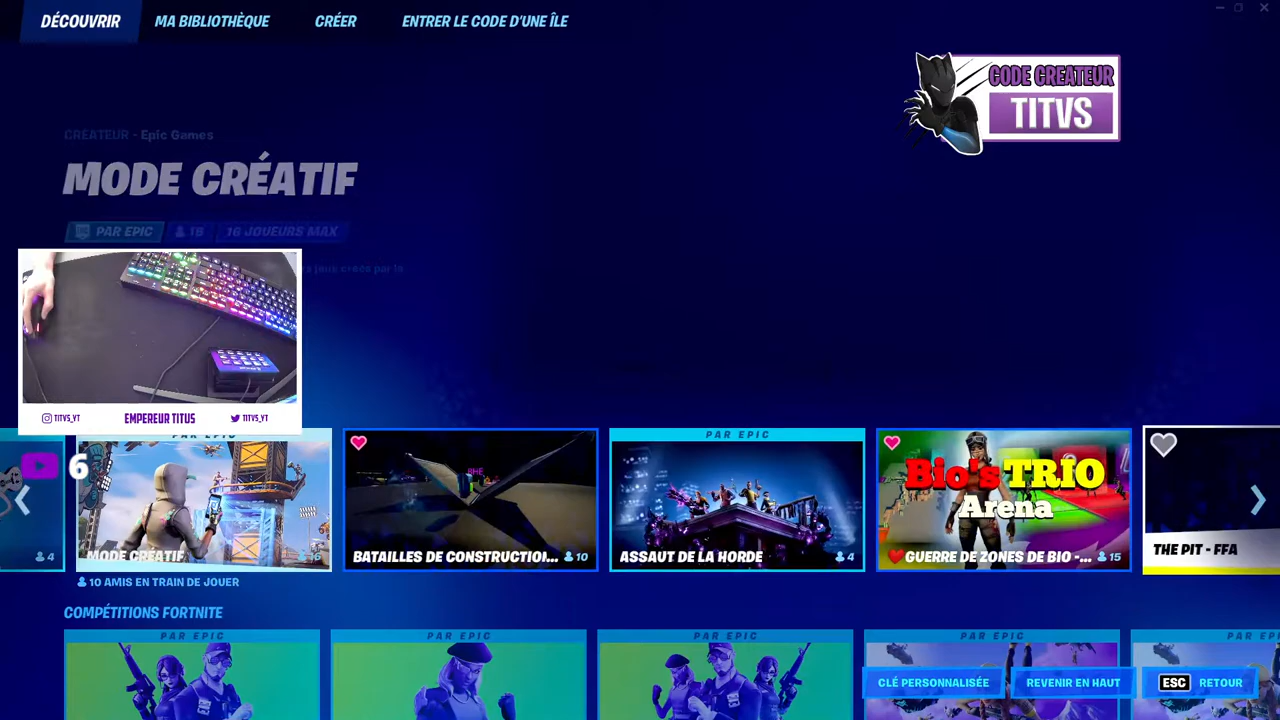 DÉCOUVRIR
MA BIBLIOTHÈQUE
CRÉER
ENTRER LE CODE D'UNE ÎLE
CODE CREATEUR
TITVS
CRÉATEUR - Epic Games
MODE CRÉATIF
PAR EPIC
16
16 JOUEURS MAX
TITVS_YT
EMPEREUR TITUS
TITVS_YT
6
4
PAR EPIC
MODE CRÉATIF
16
10 AMIS EN TRAIN DE JOUER
BATAILLES DE CONSTRUCTIO...
10
PAR EPIC
ASSAUT DE LA HORDE
4
Bio's TRIO
Arena
GUERRE DE ZONES DE BIO -...
15
THE PIT - FFA
COMPÉTITIONS FORTNITE
PAR EPIC
PAR EPIC
PAR EPIC
PAR EPIC
PAR EP
CLÉ PERSONNALISÉE
REVENIR EN HAUT
ESC RETOUR